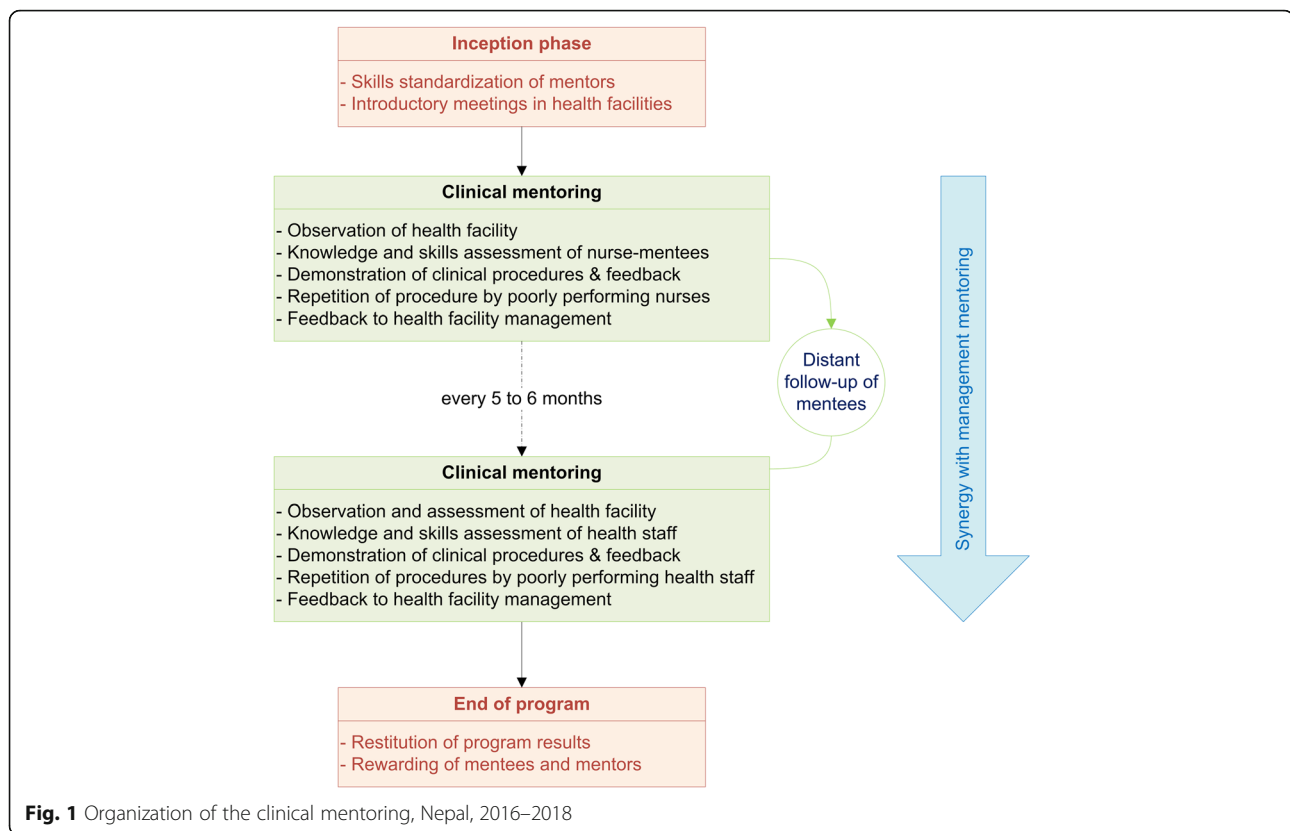 Inception phase
- Skills standardization of mentors
- Introductory meetings in health facilities
Clinical mentoring
- Observation of health facility
- Knowledge and skills assessment of nurse-mentees
- Demonstration of clinical procedures & feedback
- Repetition of procedure by poorly performing nurses
- Feedback to health facility management
Distant
follow-up of
mentees
every 5 to 6 months
Synergy with management mentoring
Clinical mentoring
- Observation and assessment of health facility
- Knowledge and skills assessment of health staff
- Demonstration of clinical procedures & feedback
- Repetition of procedures by poorly performing health staff
- Feedback to health facility management
End of program
- Restitution of program results
- Rewarding of mentees and mentors
Fig. 1 Organization of the clinical mentoring, Nepal, 2016–2018